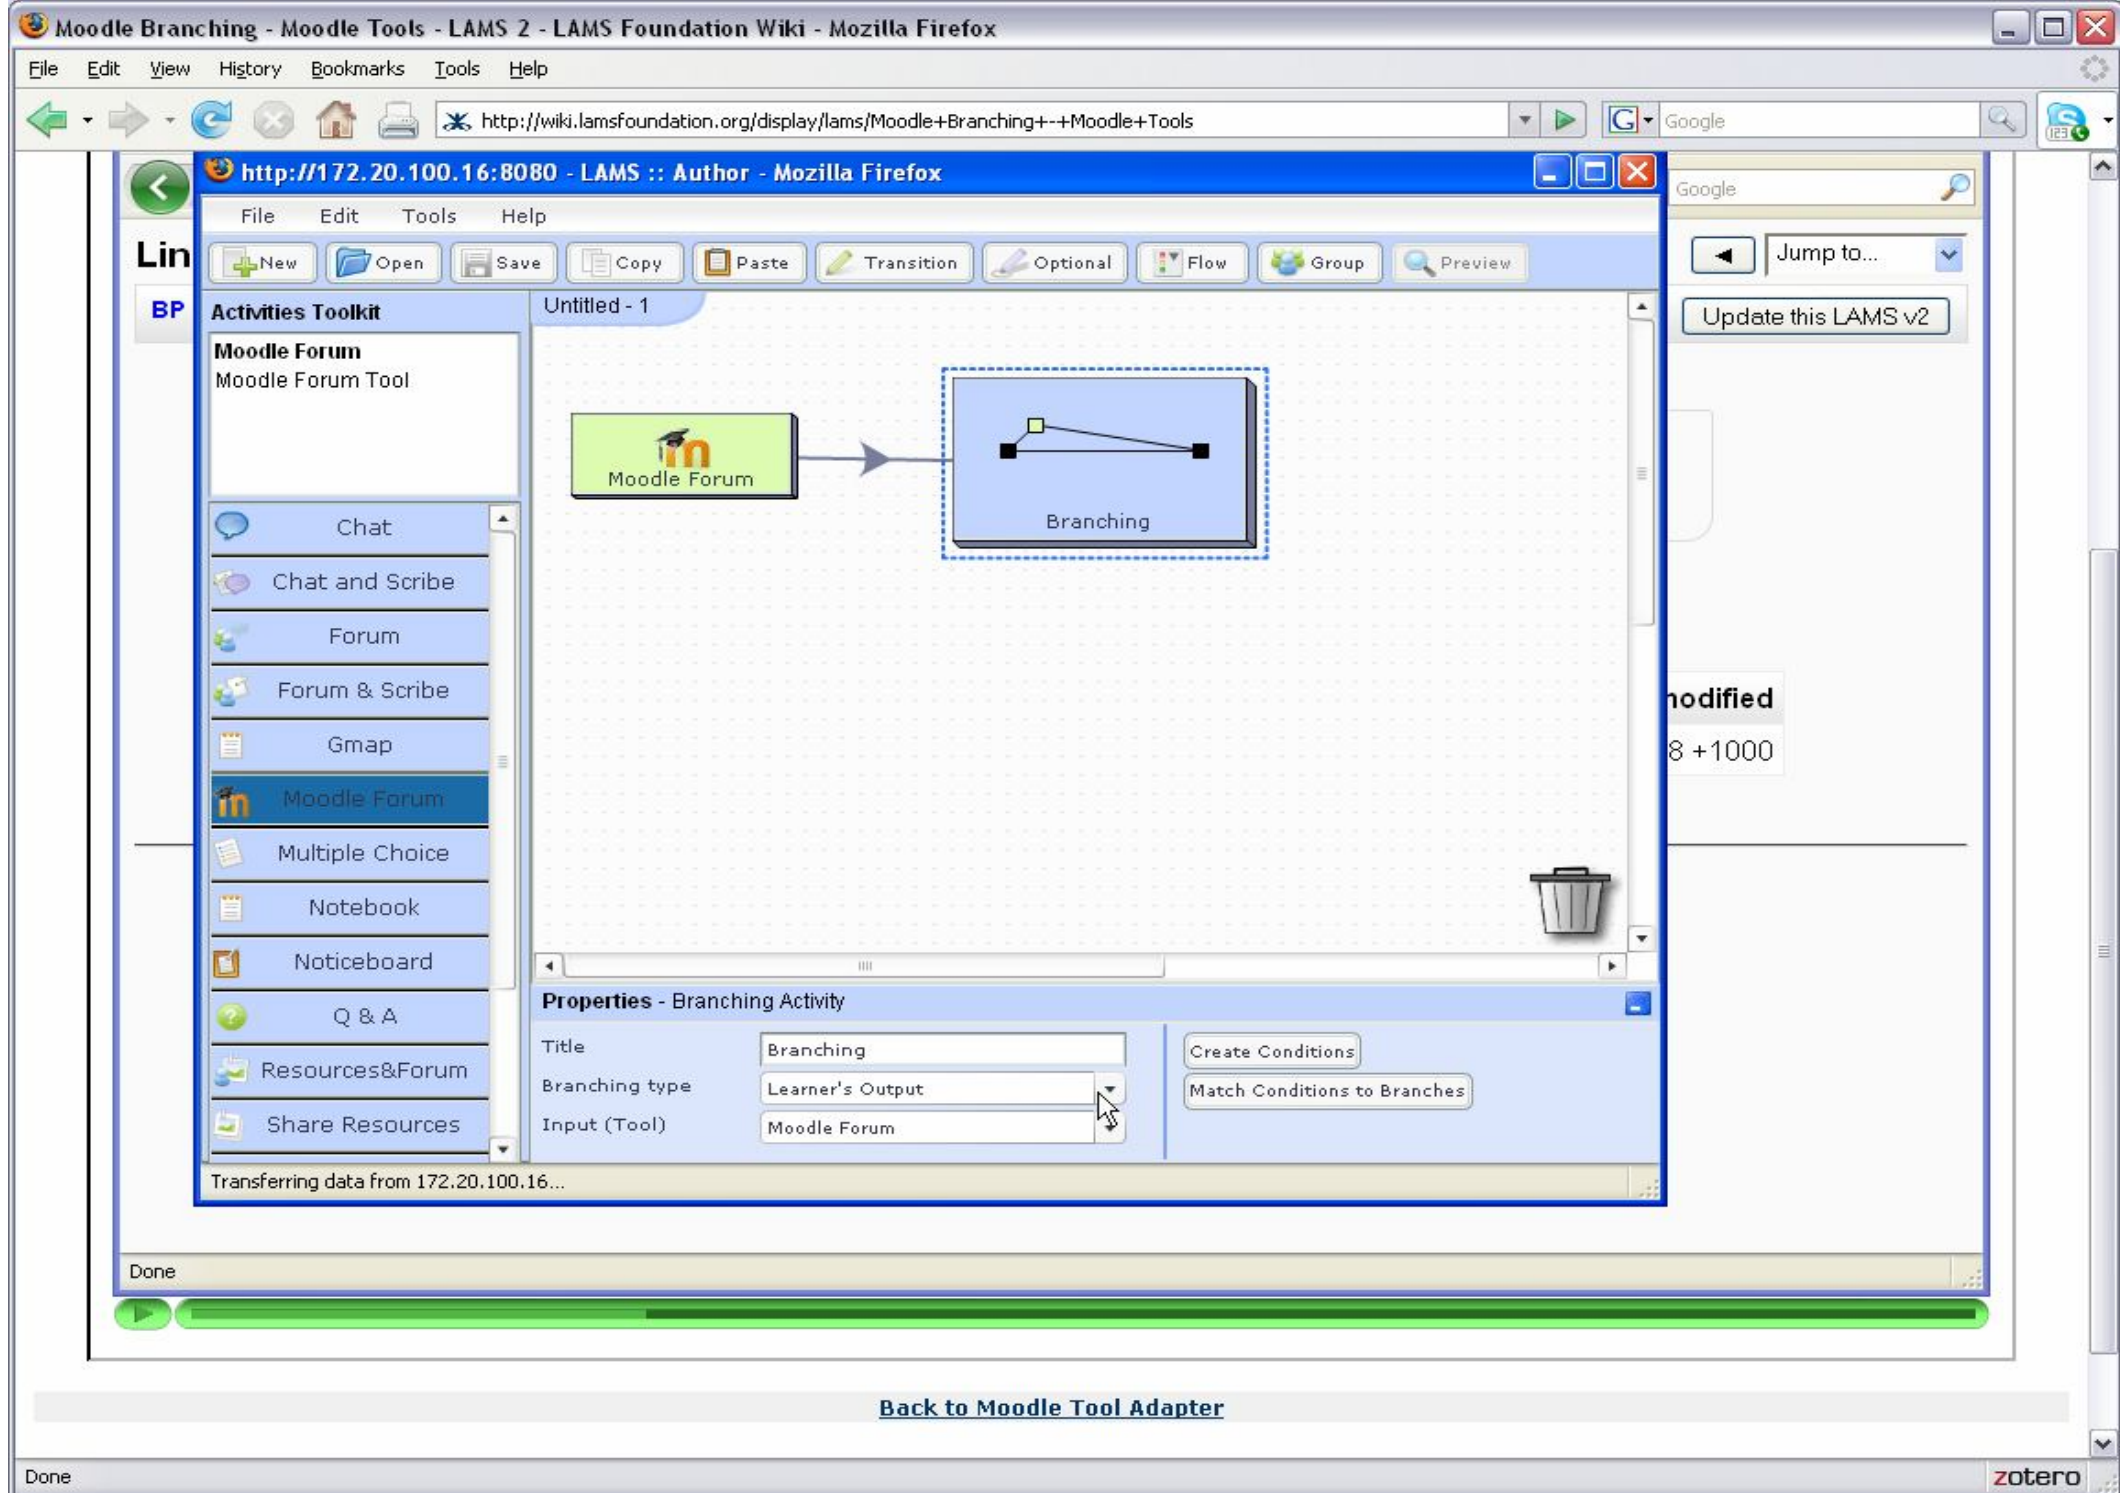 Moodle Branching - Moodle Tools - LAMS 2 - LAMS Foundation Wiki - Mozilla Firefox
File Edit View History Bookmarks Tools Help
http://wiki.lamsfoundation.org/display/lams/Moodle+Branching+-+Moodle+Tools
G Google
http://172.20.100.16:8080 - LAMS :: Author - Mozilla Firefox
Google
File Edit Tools Help
Lin
New Open Save Copy Paste Transition Optional Flow Group Preview
Jump to...
BP
Update this LAMS v2
Activities Toolkit
Untitled - 1
Moodle Forum
Moodle Forum Tool
Moodle Forum
Branching
Chat
Chat and Scribe
Forum
Forum & Scribe
Gmap
Moodle Forum
Multiple Choice
Notebook
Noticeboard
Q & A
Resources&Forum
Share Resources
nodified
8 +1000
Properties - Branching Activity
Title Branching
Branching type Learner's Output
Input (Tool) Moodle Forum
Create Conditions
Match Conditions to Branches
Transferring data from 172.20.100.16...
Done
Back to Moodle Tool Adapter
Done
zotero